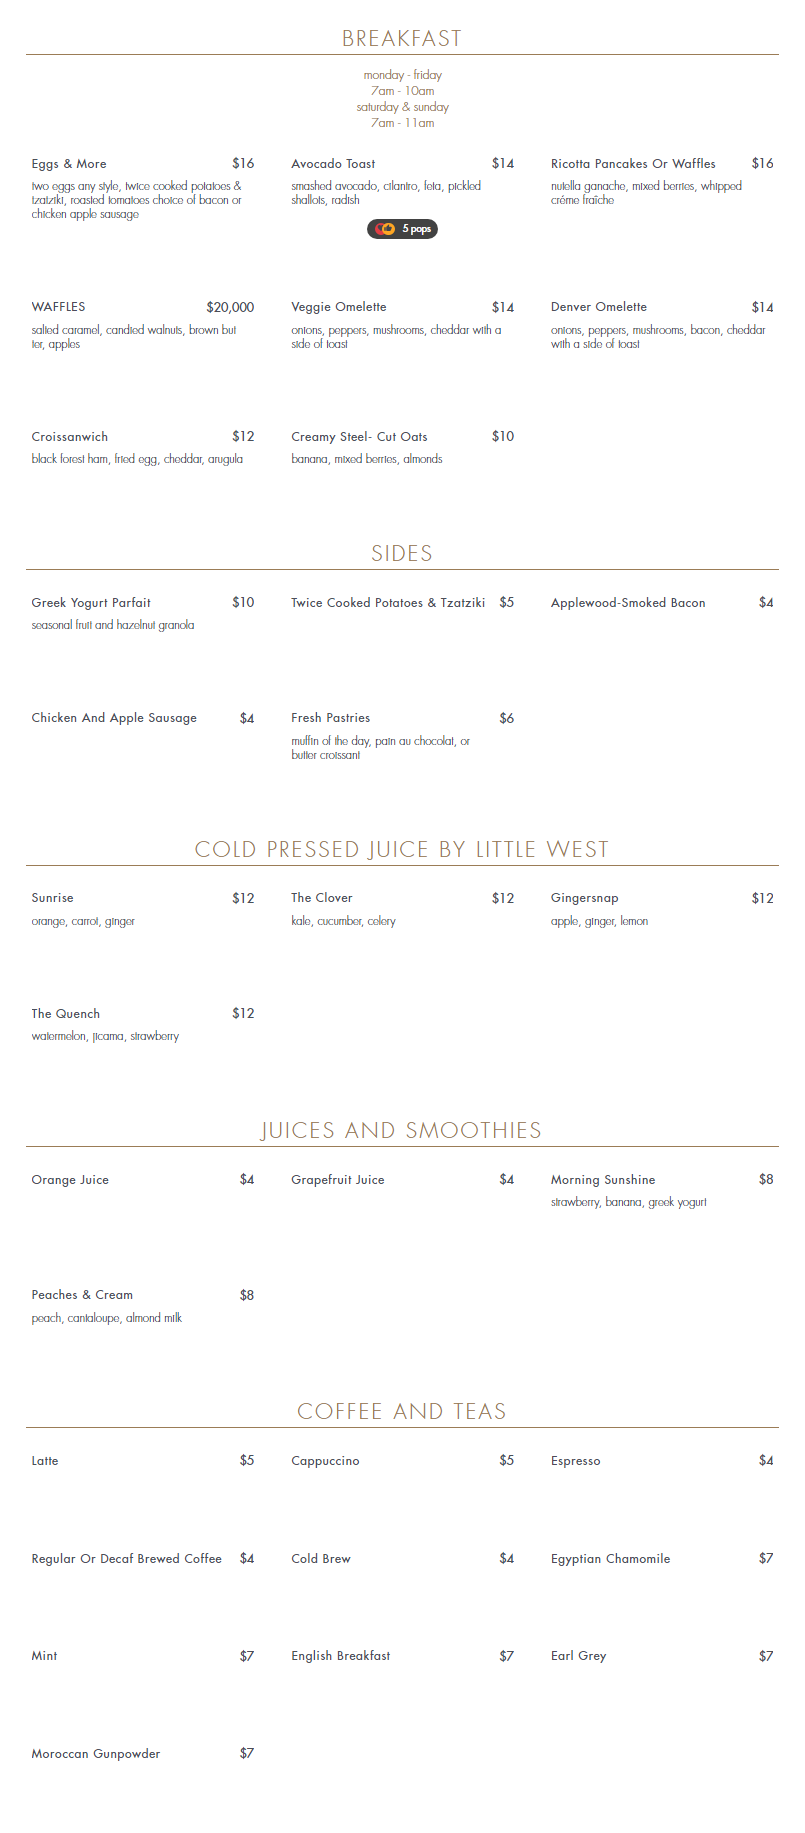 BREAKFAST
monday - friday
7am - 10am
saturday & sunday
7am - 11am
Eggs & More $16
two eggs any style, twice cooked potatoes &
tzatziki, roasted tomatoes choice of bacon or
chicken apple sausage
Avocado Toast $14
smashed avocado, cilantro, feta, pickled
shallots, radish
5 pops
Ricotta Pancakes Or Waffles $16
nutella ganache, mixed berries, whipped
créme fraîche
WAFFLES $20,000
salted caramel, candied walnuts, brown but
ter, apples
Veggie Omelette $14
onions, peppers, mushrooms, cheddar with a
side of toast
Denver Omelette $14
onions, peppers, mushrooms, bacon, cheddar
with a side of toast
Croissanwich $12
black forest ham, fried egg, cheddar, arugula
Creamy Steel- Cut Oats $10
banana, mixed berries, almonds
SIDES
Greek Yogurt Parfait $10
seasonal fruit and hazelnut granola
Twice Cooked Potatoes & Tzatziki $5
Applewood-Smoked Bacon $4
Chicken And Apple Sausage $4
Fresh Pastries $6
muffin of the day, pain au chocolat, or
butter croissant
COLD PRESSED JUICE BY LITTLE WEST
Sunrise $12
orange, carrot, ginger
The Clover $12
kale, cucumber, celery
Gingersnap $12
apple, ginger, lemon
The Quench $12
watermelon, jicama, strawberry
JUICES AND SMOOTHIES
Orange Juice $4
Grapefruit Juice $4
Morning Sunshine $8
strawberry, banana, greek yogurt
Peaches & Cream $8
peach, cantaloupe, almond milk
COFFEE AND TEAS
Latte $5
Cappuccino $5
Espresso $4
Regular Or Decaf Brewed Coffee $4
Cold Brew $4
Egyptian Chamomile $7
Mint $7
English Breakfast $7
Earl Grey $7
Moroccan Gunpowder $7